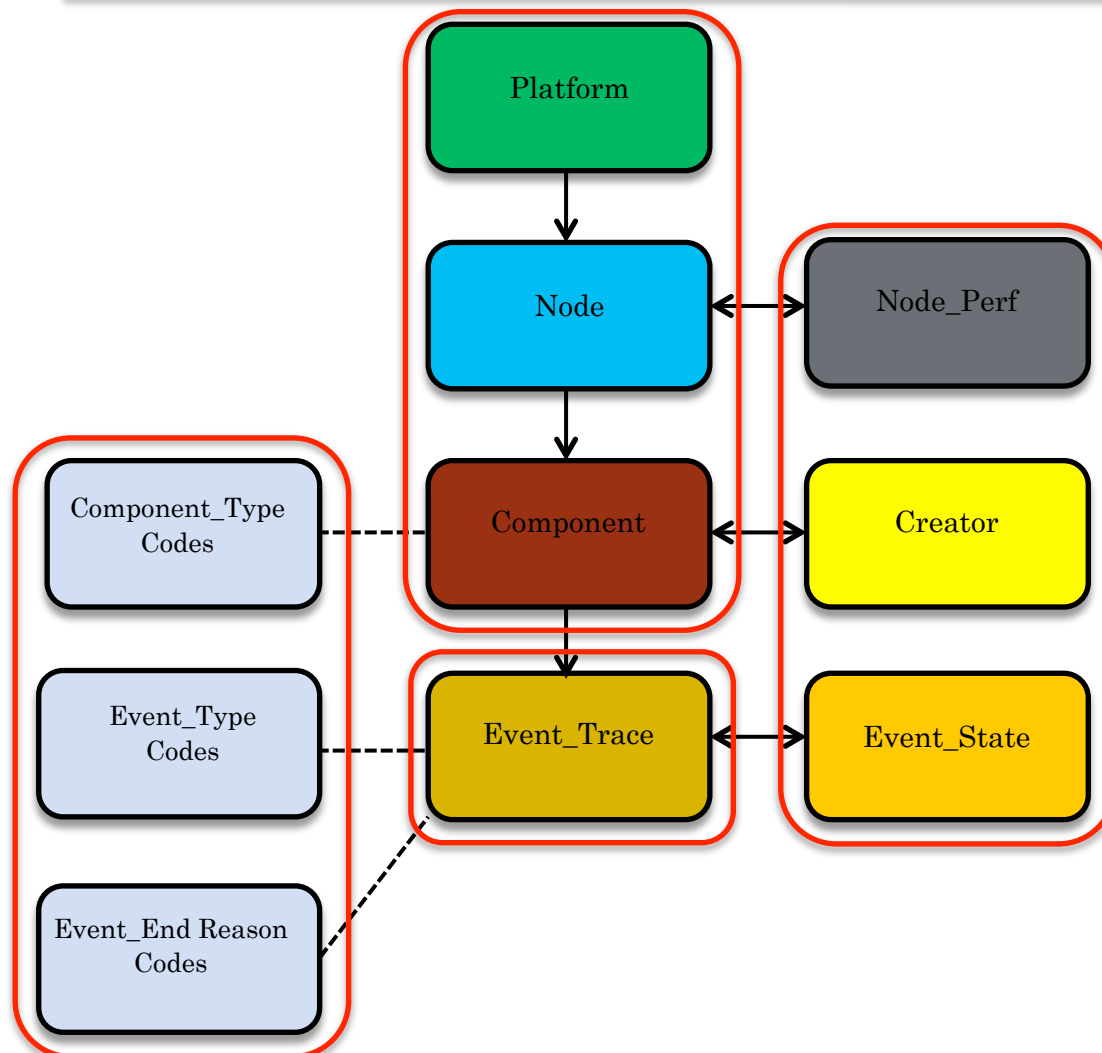 Platform
Node
Node_Perf
Component_Type
Codes
Component
Creator
Event_Type
Codes
Event_Trace
Event_State
Event_End Reason
Codes